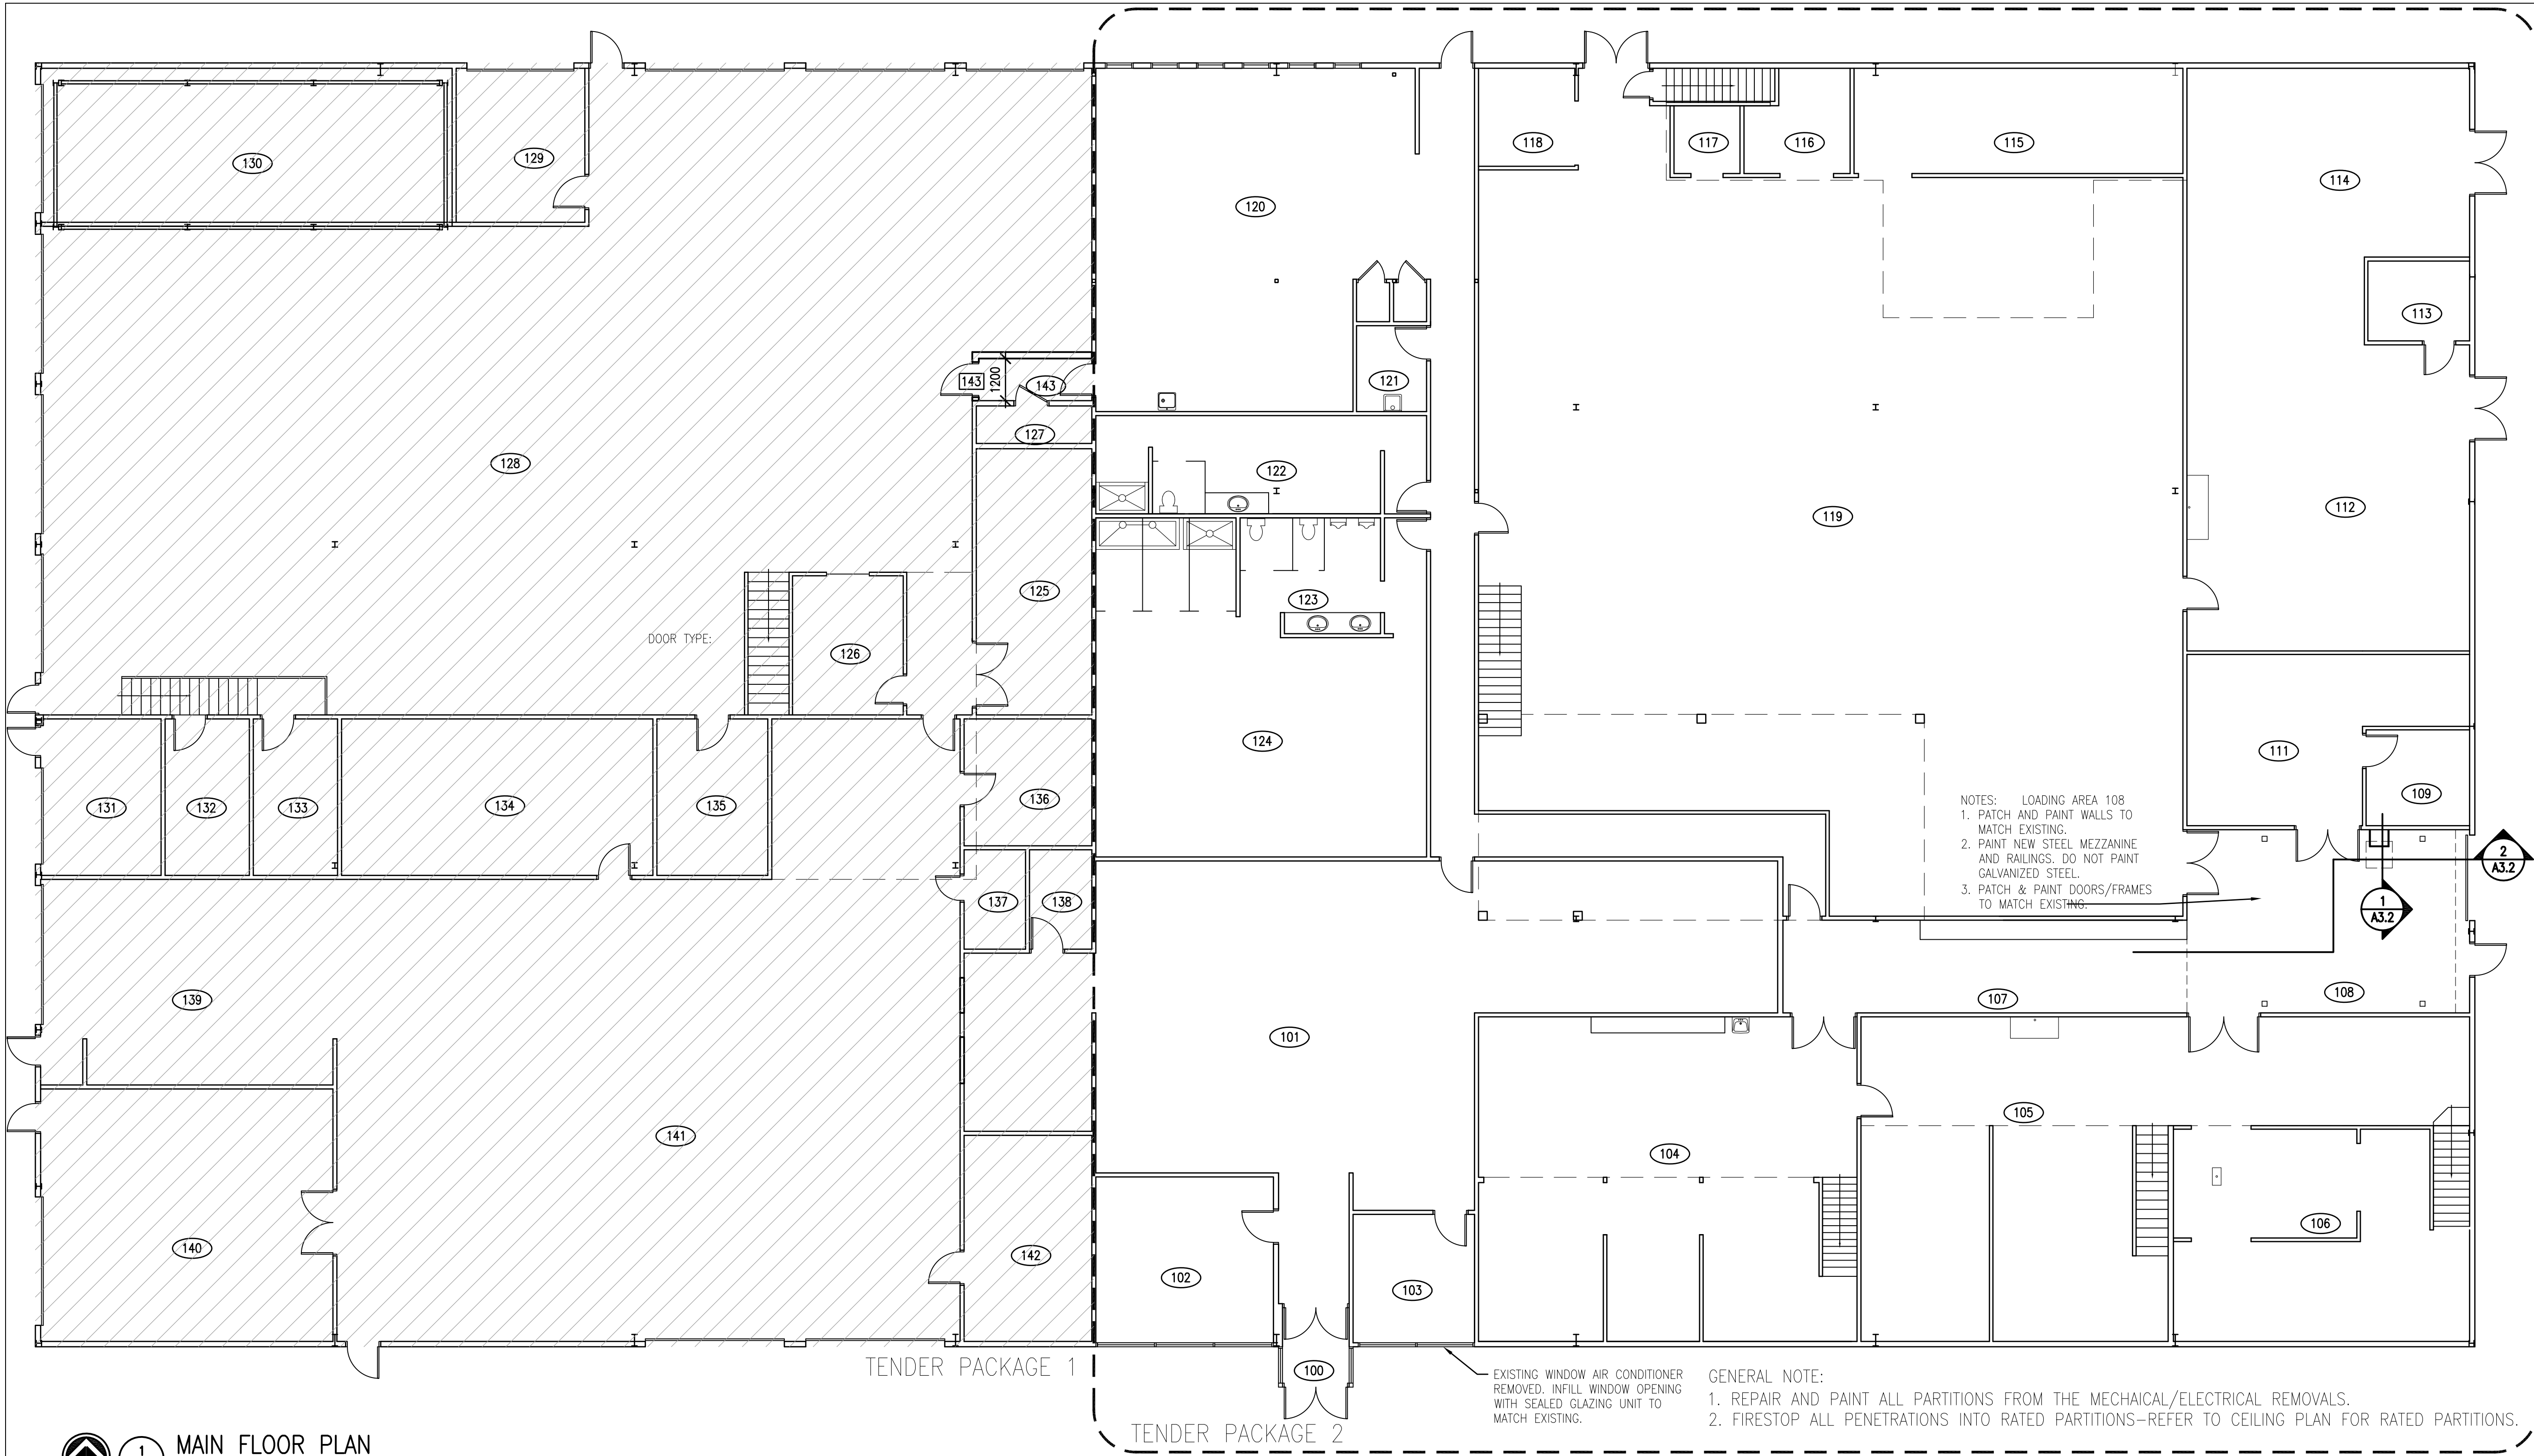 130
129
118
117
116
115
114
120
113
143
1200
143
121
127
128
122
119
112
125
123
DOOR TYPE:
126
124
111
109
131
132
133
134
135
136
NOTES: LOADING AREA 108
1. PATCH AND PAINT WALLS TO
MATCH EXISTING.
2. PAINT NEW STEEL MEZZANINE
AND RAILINGS. DO NOT PAINT
GALVANIZED STEEL.
3. PATCH & PAINT DOORS/FRAMES
TO MATCH EXISTING.
2
A3.2
1
A3.2
137
138
139
107
108
101
141
104
105
106
140
142
102
103
100
TENDER PACKAGE 1
EXISTING WINDOW AIR CONDITIONER
REMOVED. INFILL WINDOW OPENING
WITH SEALED GLAZING UNIT TO
MATCH EXISTING.
GENERAL NOTE:
1. REPAIR AND PAINT ALL PARTITIONS FROM THE MECHAICAL/ELECTRICAL REMOVALS.
2. FIRESTOP ALL PENETRATIONS INTO RATED PARTITIONS-REFER TO CEILING PLAN FOR RATED PARTITIONS.
TENDER PACKAGE 2
1
MAIN FLOOR PLAN